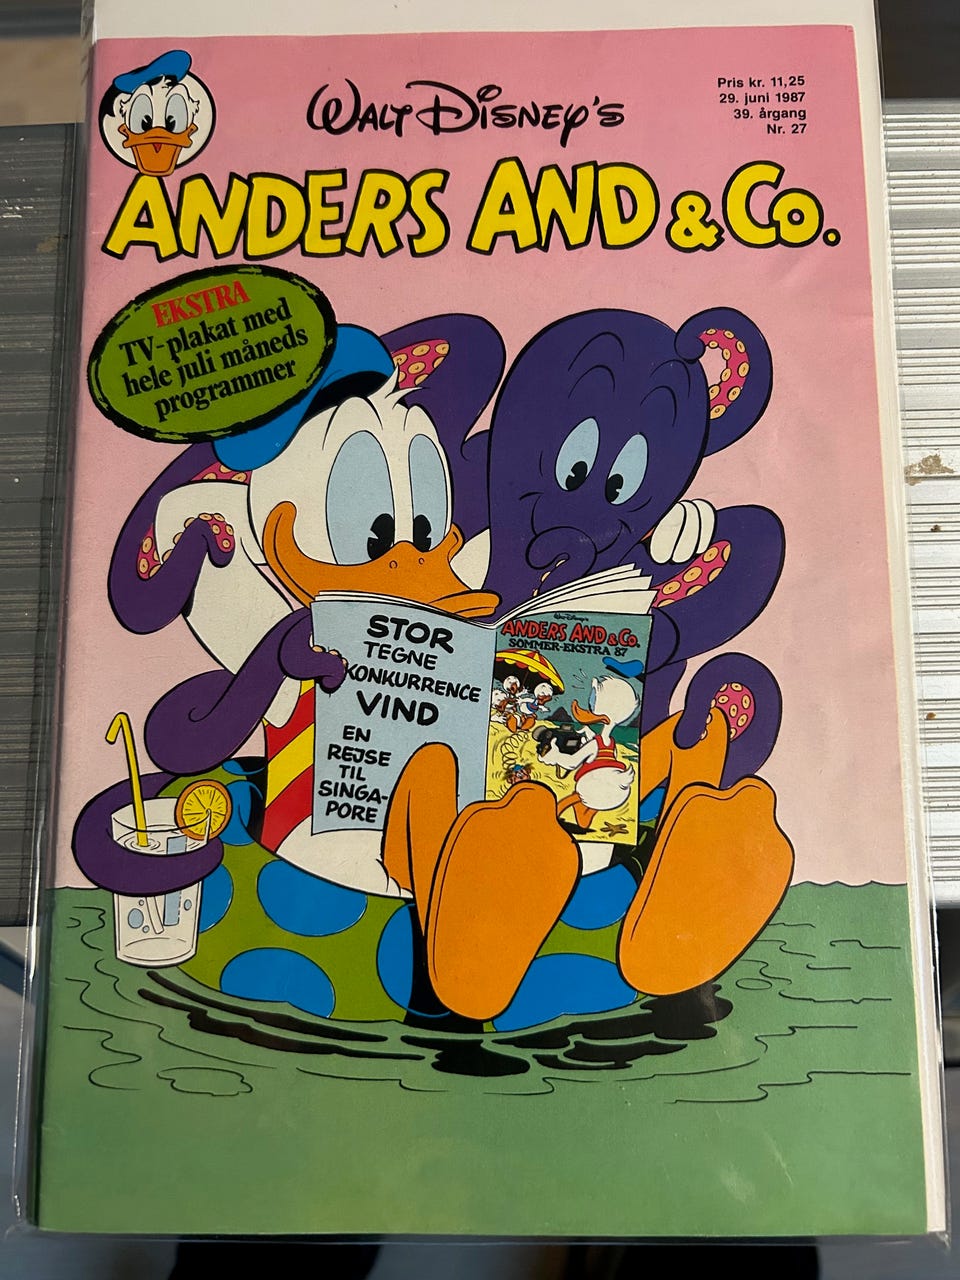 WALT DISNEY'S
Pris kr. 11,25
29. juni 1987
39. årgang
Nr. 27
ANDERS AND & Co.
EKSTRA
TV-plakat med
hele juli måneds
programmer
STOR
TEGNE
KONKURRENCE
VIND
EN
REJSE
TIL
SINGA-
PORE
Walt Disney's
ANDERS AND & Co.
SOMMER-EKSTRA 87